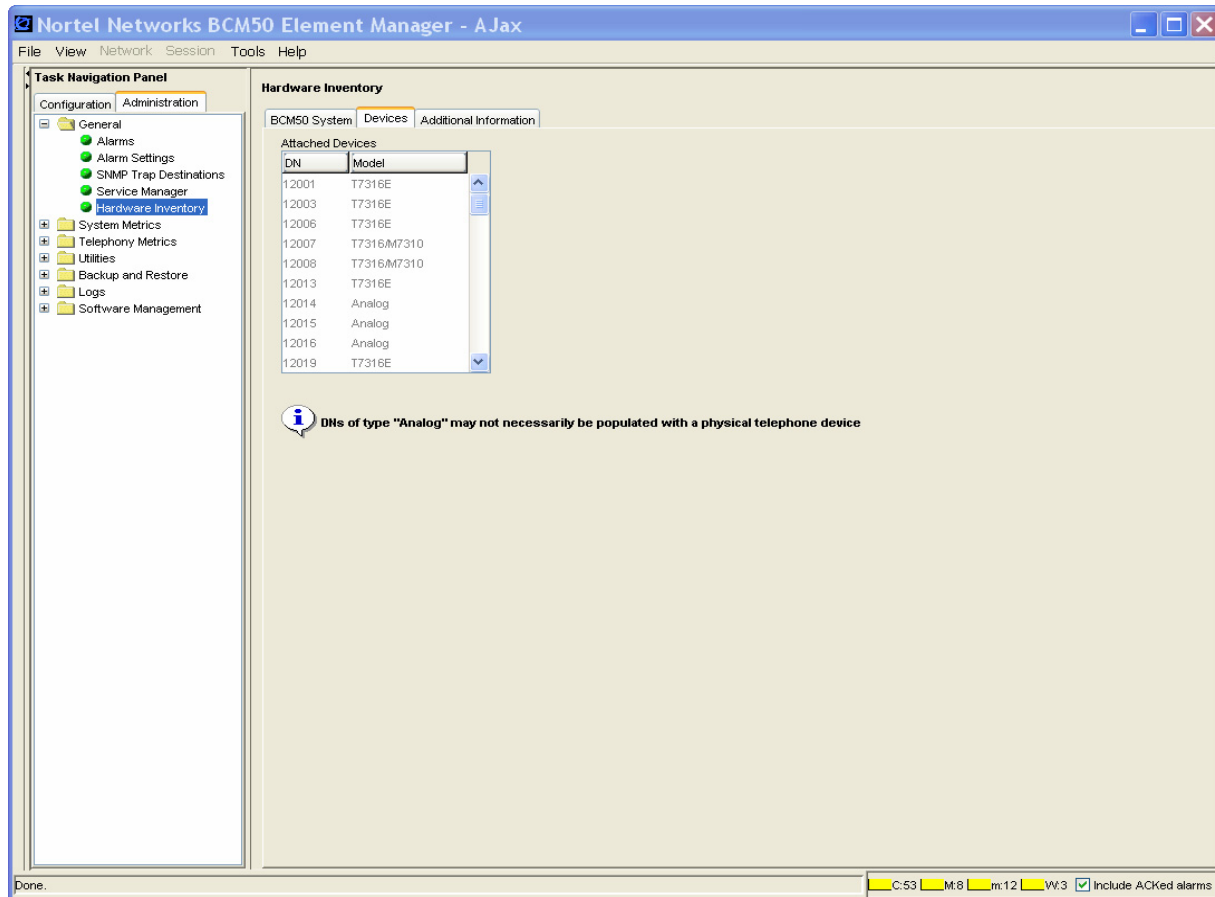 Nortel Networks BCM50 Element Manager - AJax
File View Network Session Tools Help
Task Navigation Panel
Configuration Administration
General
Alarms
Alarm Settings
SNMP Trap Destinations
Service Manager
Hardware Inventory
System Metrics
Telephony Metrics
Utilities
Backup and Restore
Logs
Software Management
Hardware Inventory
BCM50 System Devices Additional Information
Attached Devices
DN Model
12001 T7316E
12003 T7316E
12006 T7316E
12007 T7316/M7310
12008 T7316/M7310
12013 T7316E
12014 Analog
12015 Analog
12016 Analog
12019 T7316E
DNs of type "Analog" may not necessarily be populated with a physical telephone device
Done.
C:53 M:8 m:12 W:3 Include ACKed alarms